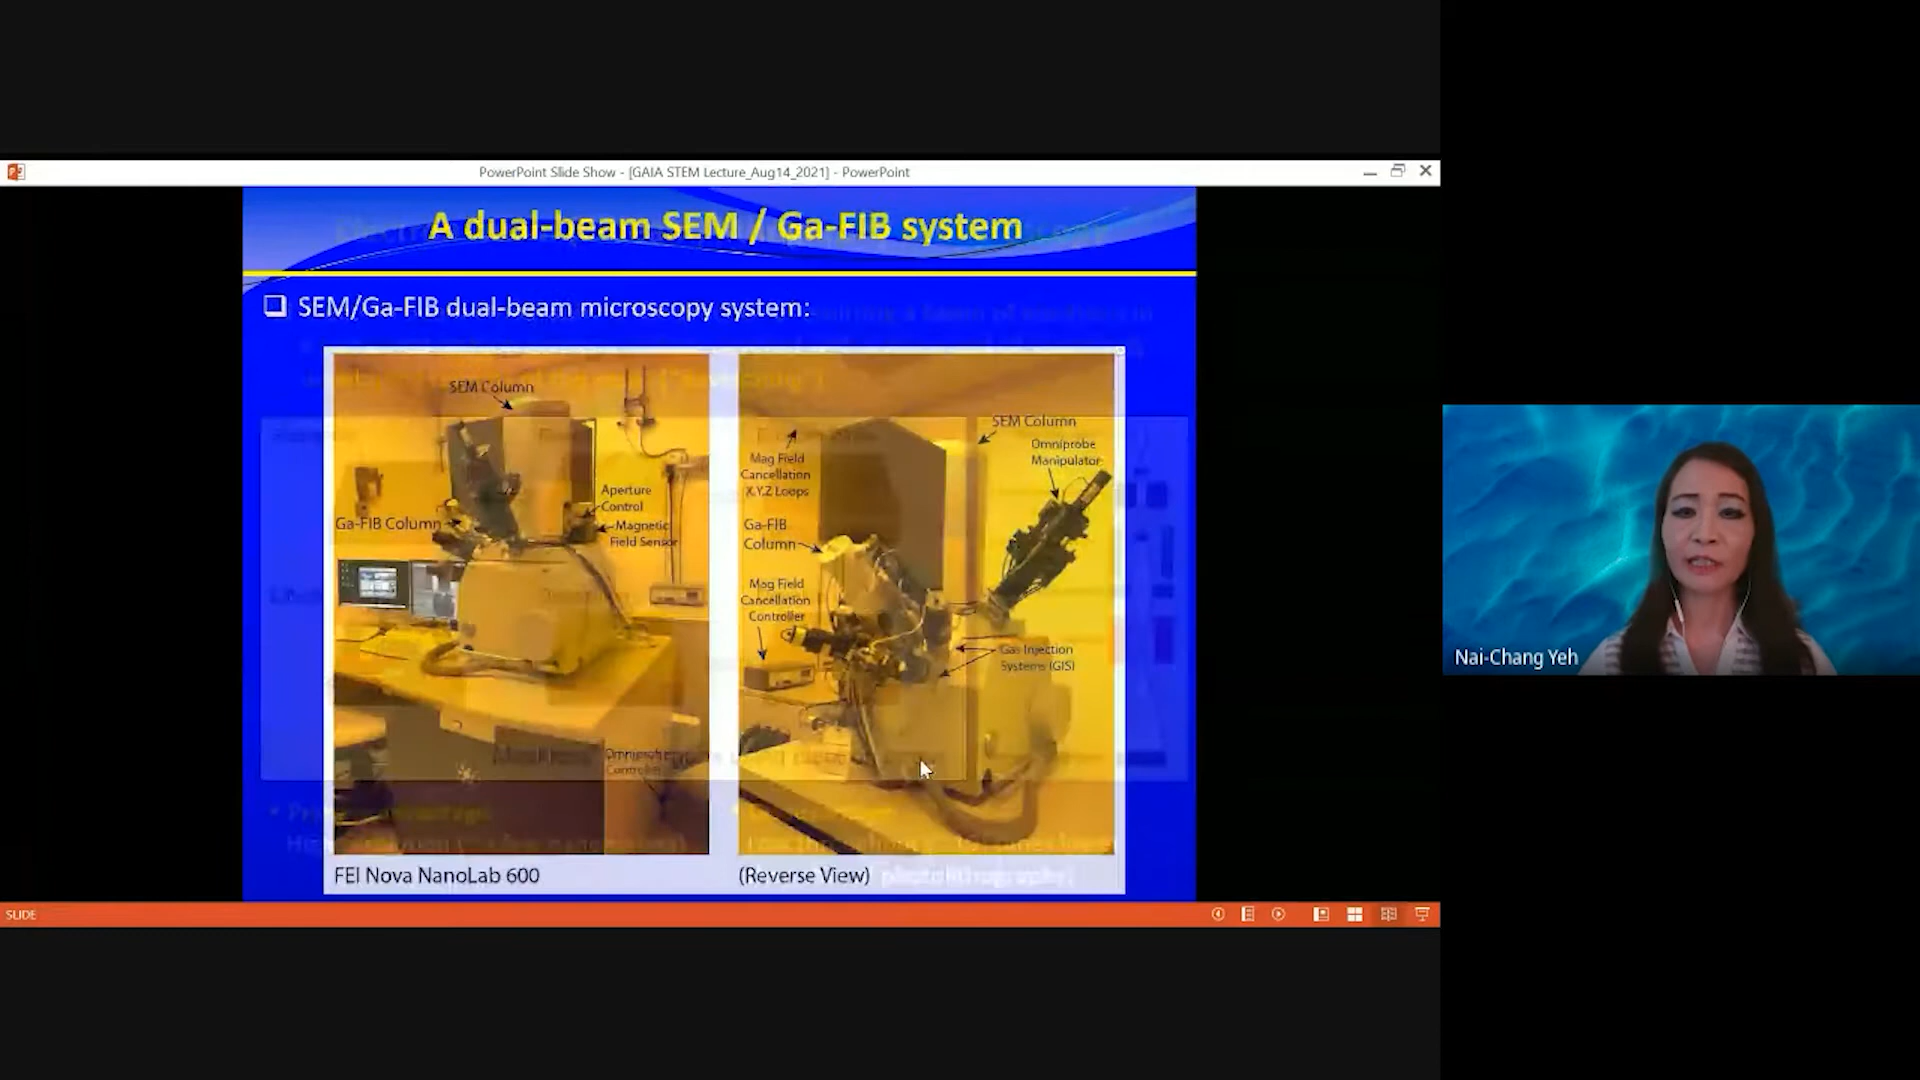 PowerPoint Slide Show - [GAIA STEM Lecture_Aug14_2021] - PowerPoint
A dual-beam SEM / Ga-FIB system
❑ SEM/Ga-FIB dual-beam microscopy system:
SEM Column
Aperture
Control
Ga-FIB Column
Magnetic
Field Sensor
Controller
FEI Nova NanoLab 600
SEM Column
Omniprobe
Manipulator
Mag Field
Cancellation
X,Y,Z Loops
Ga-FIB
Column
Mag Field
Cancellation
Controller
Gas Injection
Systems (GIS)
(Reverse View)
photolithography)
SLIDE
Nai-Chang Yeh